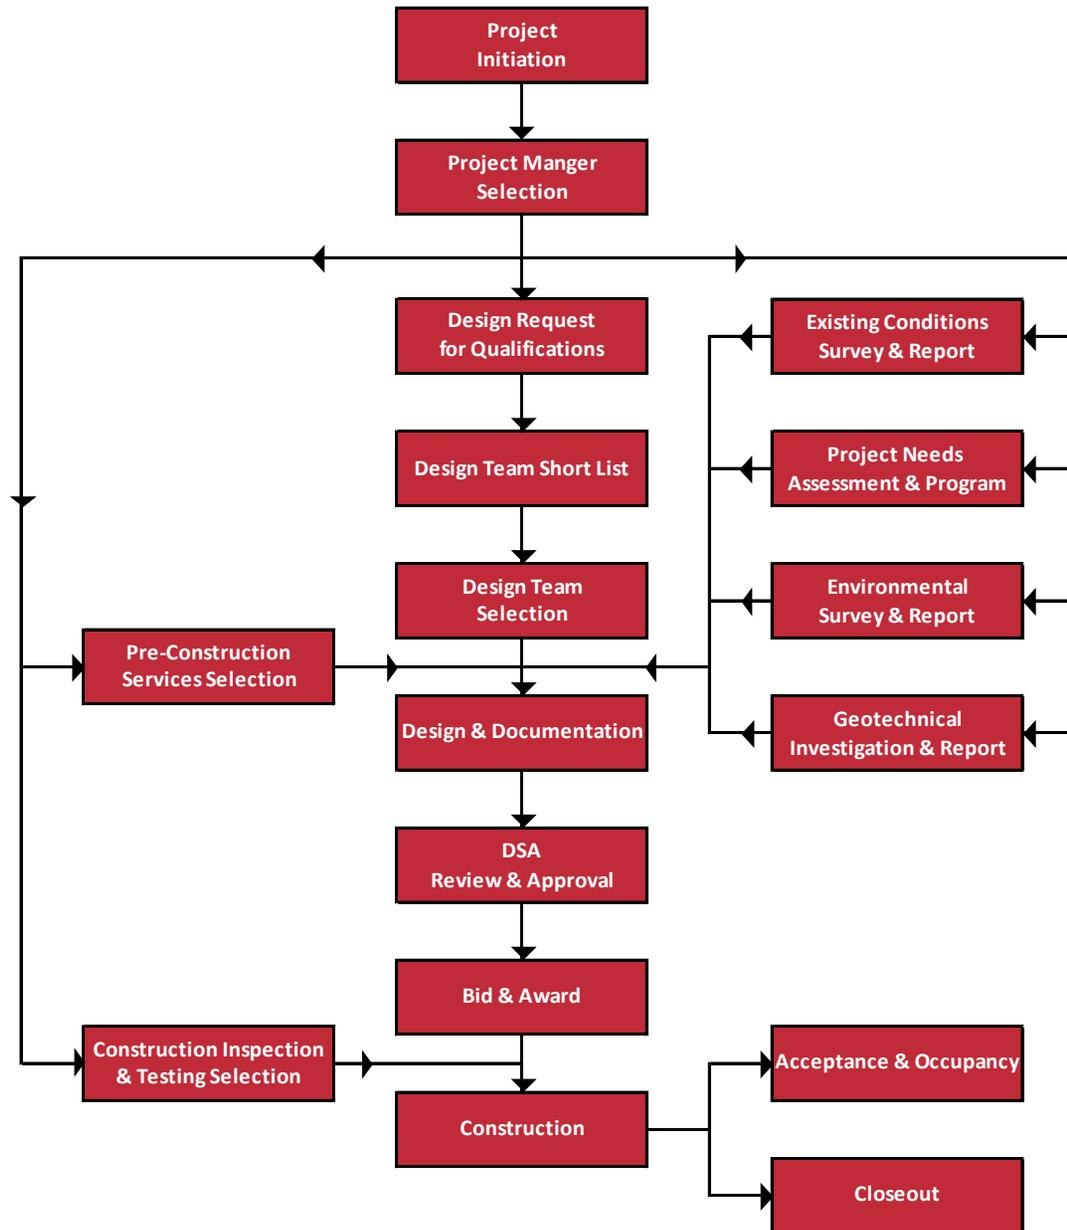 Project
Initiation
Project Manger
Selection
Design Request
for Qualifications
Existing Conditions
Survey & Report
Design Team Short List
Project Needs
Assessment & Program
Design Team
Selection
Environmental
Survey & Report
Pre-Construction
Services Selection
Design & Documentation
Geotechnical
Investigation & Report
DSA
Review & Approval
Bid & Award
Construction Inspection
& Testing Selection
Acceptance & Occupancy
Construction
Closeout